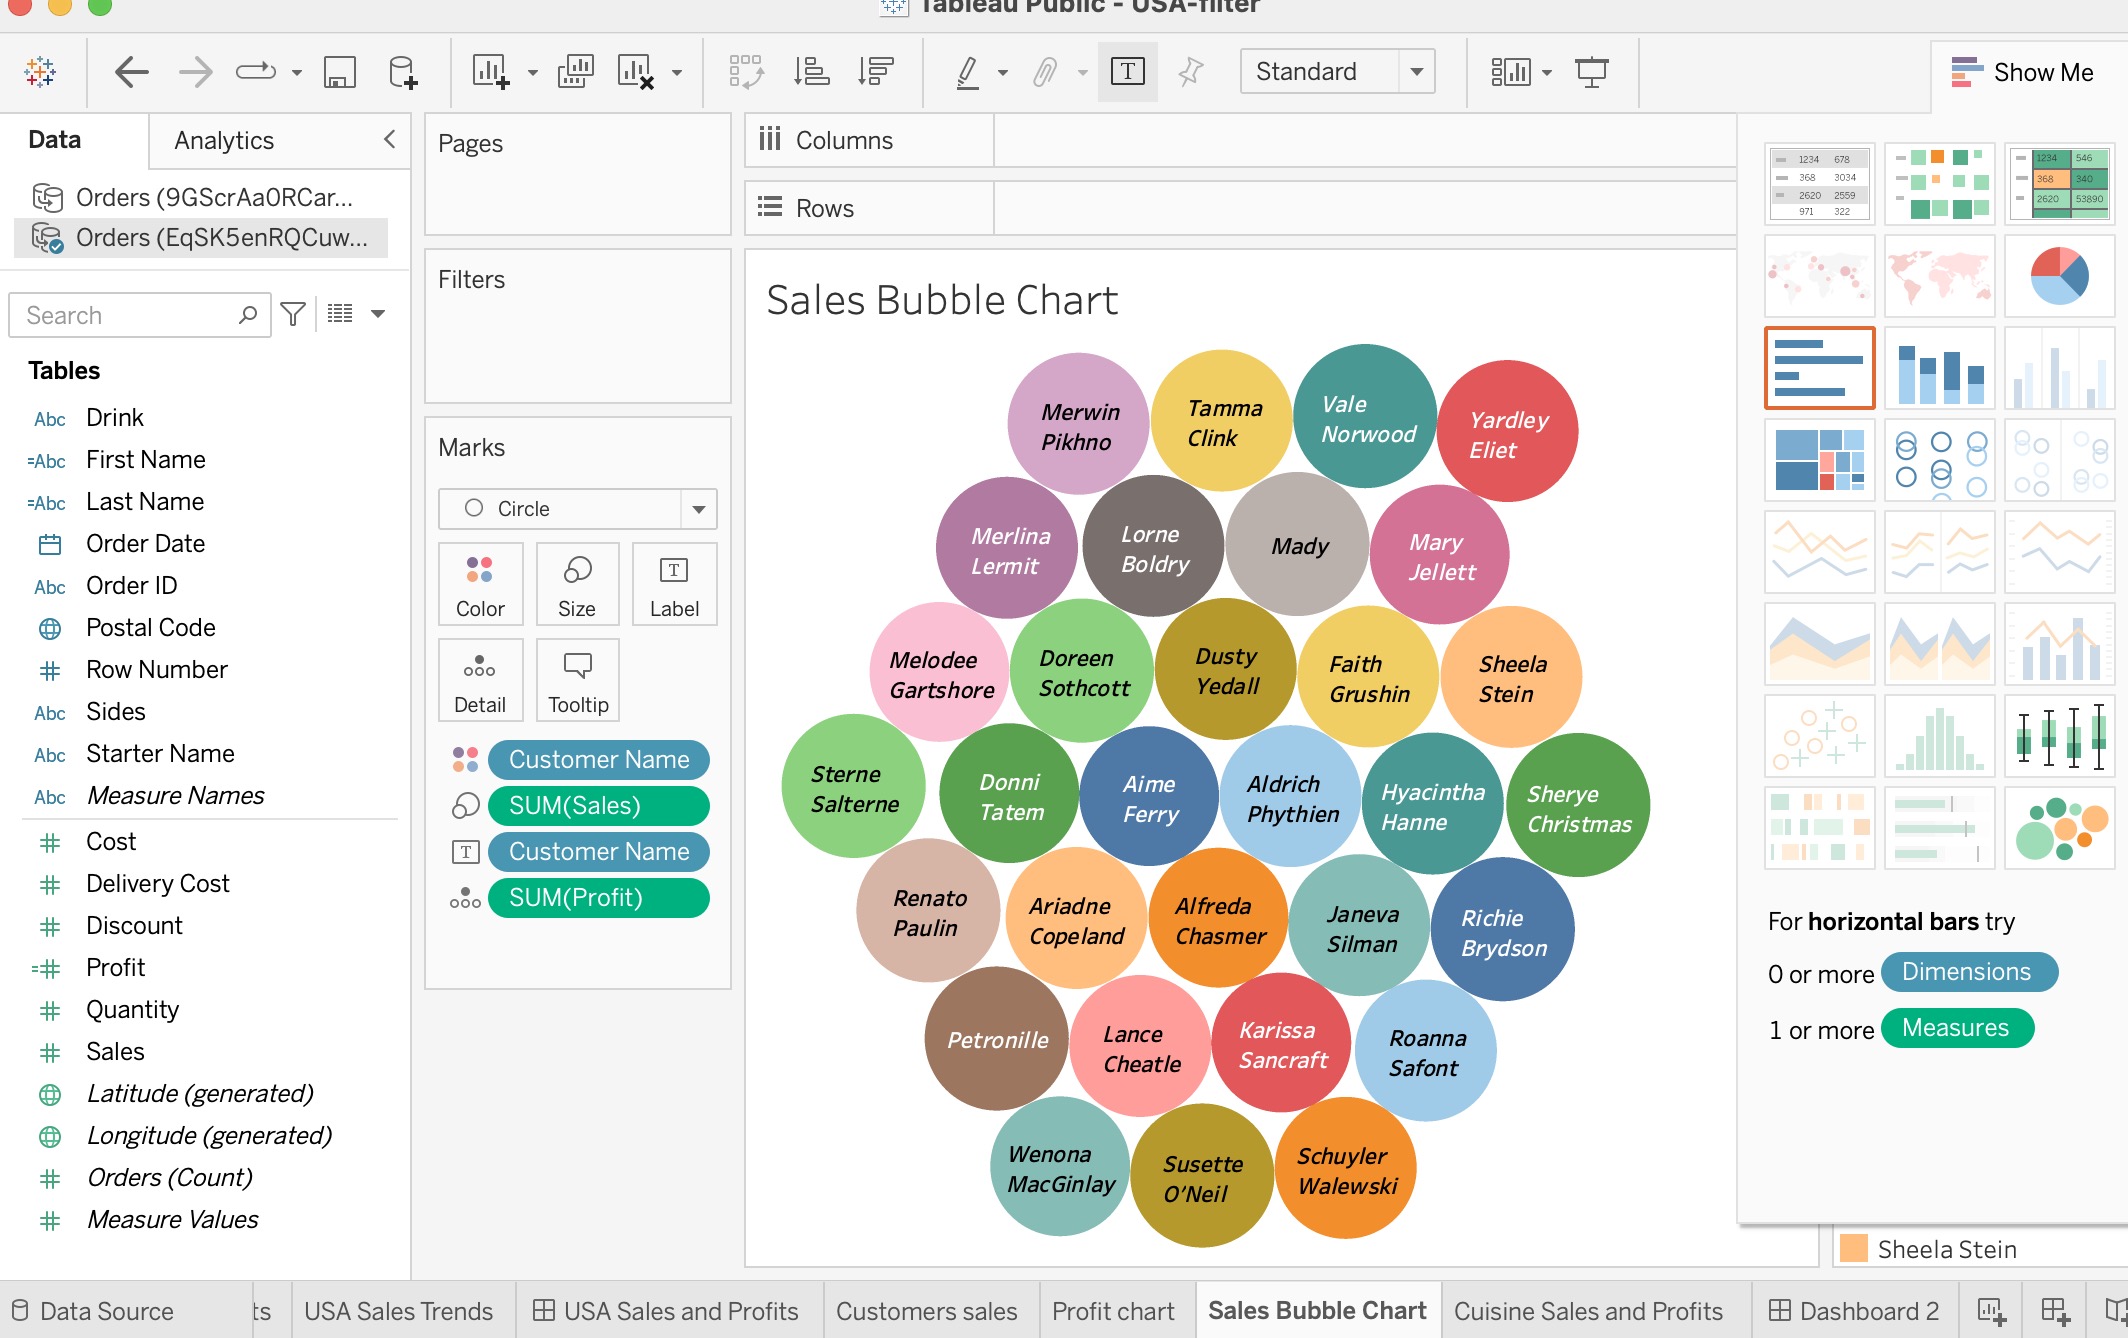 Tableau Public - USA-filter
Standard
Show Me
Data
Analytics
Orders (9GScrAa0RCar...
Orders (EqSK5enRQCuw...
Search
Tables
Abc Drink
=Abc First Name
=Abc Last Name
Order Date
Abc Order ID
Postal Code
# Row Number
Abc Sides
Abc Starter Name
Abc Measure Names
# Cost
# Delivery Cost
# Discount
=# Profit
# Quantity
# Sales
Latitude (generated)
Longitude (generated)
# Orders (Count)
# Measure Values
Pages
Filters
Marks
Circle
Color
Size
T
Label
Detail
Tooltip
Customer Name
SUM(Sales)
T Customer Name
SUM(Profit)
Columns
Rows
Sales Bubble Chart
Merwin
Pikhno
Tamma
Clink
Vale
Norwood
Yardley
Eliet
Merlina
Lermit
Lorne
Boldry
Mady
Mary
Jellett
Melodee
Gartshore
Doreen
Sothcott
Dusty
Yedall
Faith
Grushin
Sheela
Stein
Sterne
Salterne
Donni
Tatem
Aime
Ferry
Aldrich
Phythien
Hyacintha
Hanne
Sherye
Christmas
Renato
Paulin
Ariadne
Copeland
Alfreda
Chasmer
Janeva
Silman
Richie
Brydson
Petronille
Lance
Cheatle
Karissa
Sancraft
Roanna
Safont
Wenona
MacGinlay
Susette
O'Neil
Schuyler
Walewski
1234 678
368 3034
2620 2559
971 322
1234 546
368 340
2620 53890
For horizontal bars try
0 or more Dimensions
1 or more Measures
Sheela Stein
Data Source
ts
USA Sales Trends
USA Sales and Profits
Customers sales
Profit chart
Sales Bubble Chart
Cuisine Sales and Profits
Dashboard 2